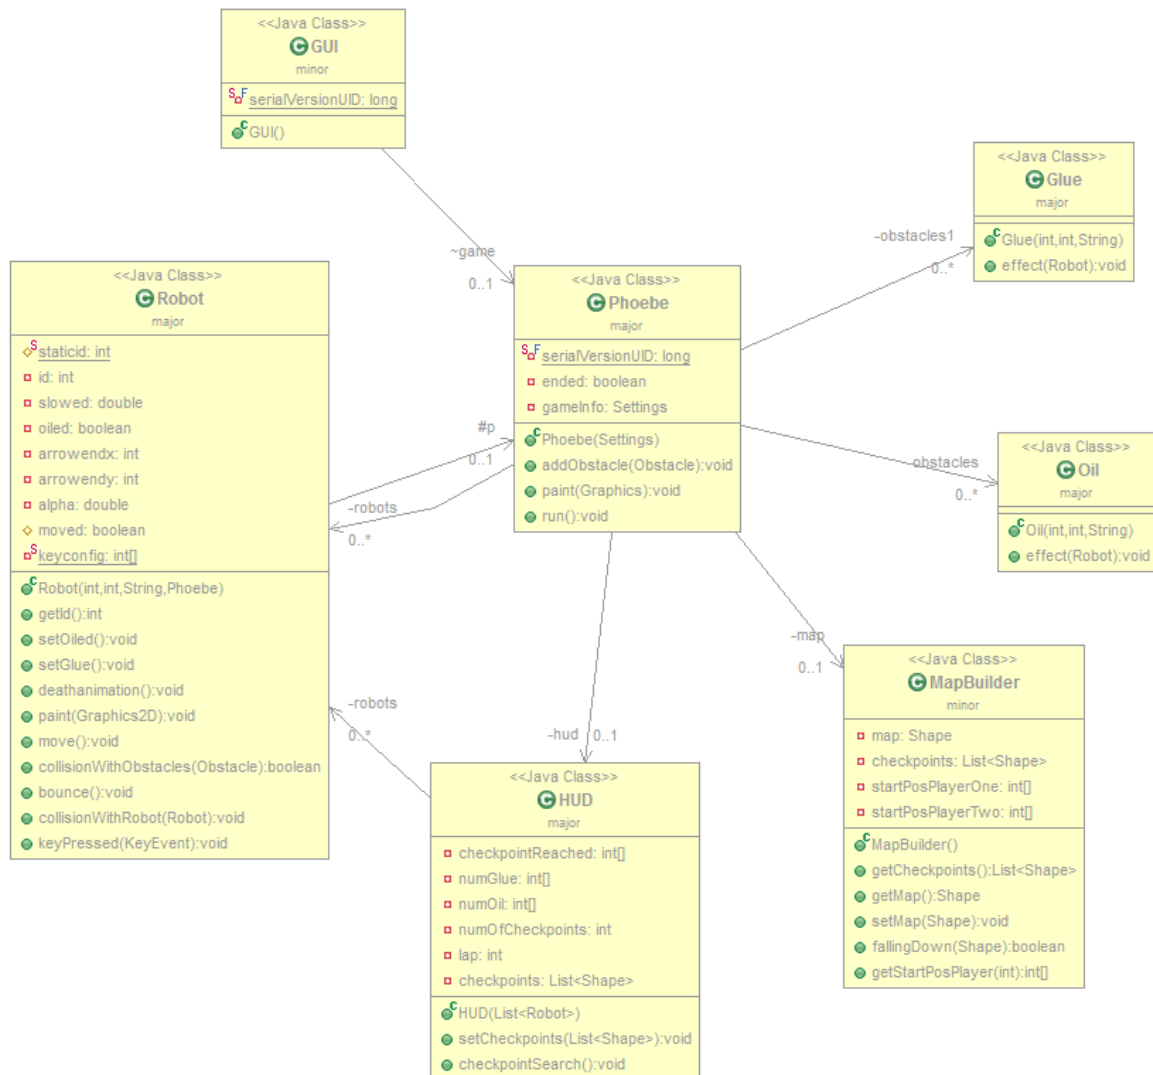 <<Java Class>>
GUI
minor
serialVersionUID: long
GUI()
~game
0..1
<<Java Class>>
Glue
major
Glue(int,int,String)
effect(Robot):void
-obstacles1
0..*
<<Java Class>>
Robot
major
staticid: int
id: int
slowed: double
oiled: boolean
arrowendx: int
arrowendy: int
alpha: double
moved: boolean
keyconfig: int[]
Robot(int,int,String,Phoebe)
getId():int
setOiled():void
setGlue():void
deathanimation():void
paint(Graphics2D):void
move():void
collisionWithObstacles(Obstacle):boolean
bounce():void
collisionWithRobot(Robot):void
keyPressed(KeyEvent):void
#p
0..1
-robots
0..*
<<Java Class>>
Phoebe
major
serialVersionUID: long
ended: boolean
gameInfo: Settings
Phoebe(Settings)
addObstacle(Obstacle):void
paint(Graphics):void
run():void
obstacles
0..*
<<Java Class>>
Oil
major
Oil(int,int,String)
effect(Robot):void
-map
0..1
-hud 0..1
-robots
0..*
<<Java Class>>
MapBuilder
minor
map: Shape
checkpoints: List<Shape>
startPosPlayerOne: int[]
startPosPlayerTwo: int[]
MapBuilder()
getCheckpoints():List<Shape>
getMap():Shape
setMap(Shape):void
fallingDown(Shape):boolean
getStartPosPlayer(int):int[]
<<Java Class>>
HUD
major
checkpointReached: int[]
numGlue: int[]
numOil: int[]
numOfCheckpoints: int
lap: int
checkpoints: List<Shape>
HUD(List<Robot>)
setCheckpoints(List<Shape>):void
checkpointSearch():void